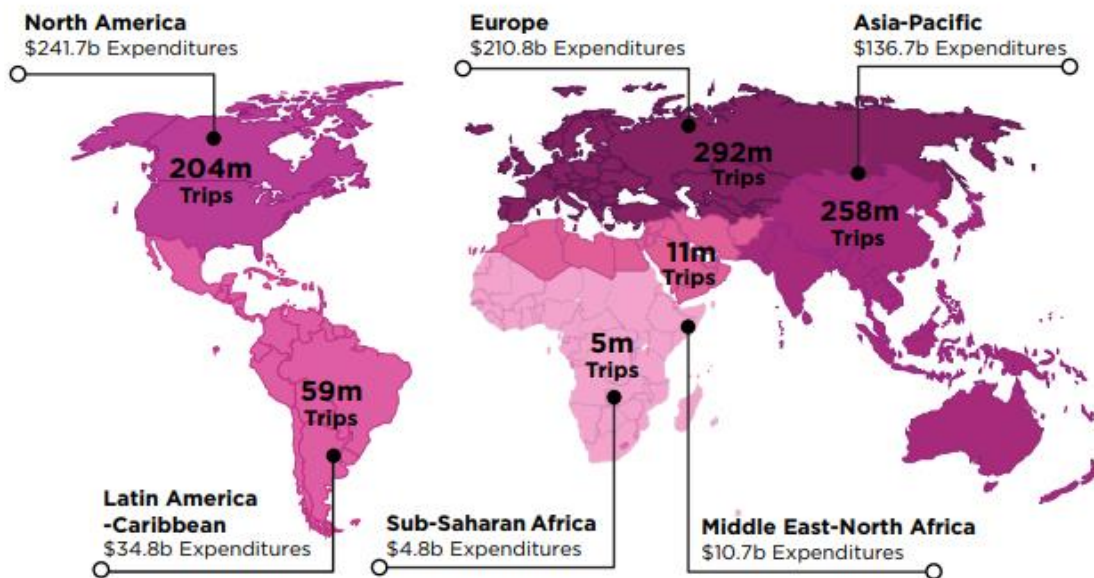 North America
$241.7b Expenditures
Europe
$210.8b Expenditures
Asia-Pacific
$136.7b Expenditures
204m
Trips
292m
Trips
258m
Trips
11m
Trips
5m
Trips
59m
Trips
Latin America
-Caribbean
$34.8b Expenditures
Sub-Saharan Africa
$4.8b Expenditures
Middle East-North Africa
$10.7b Expenditures